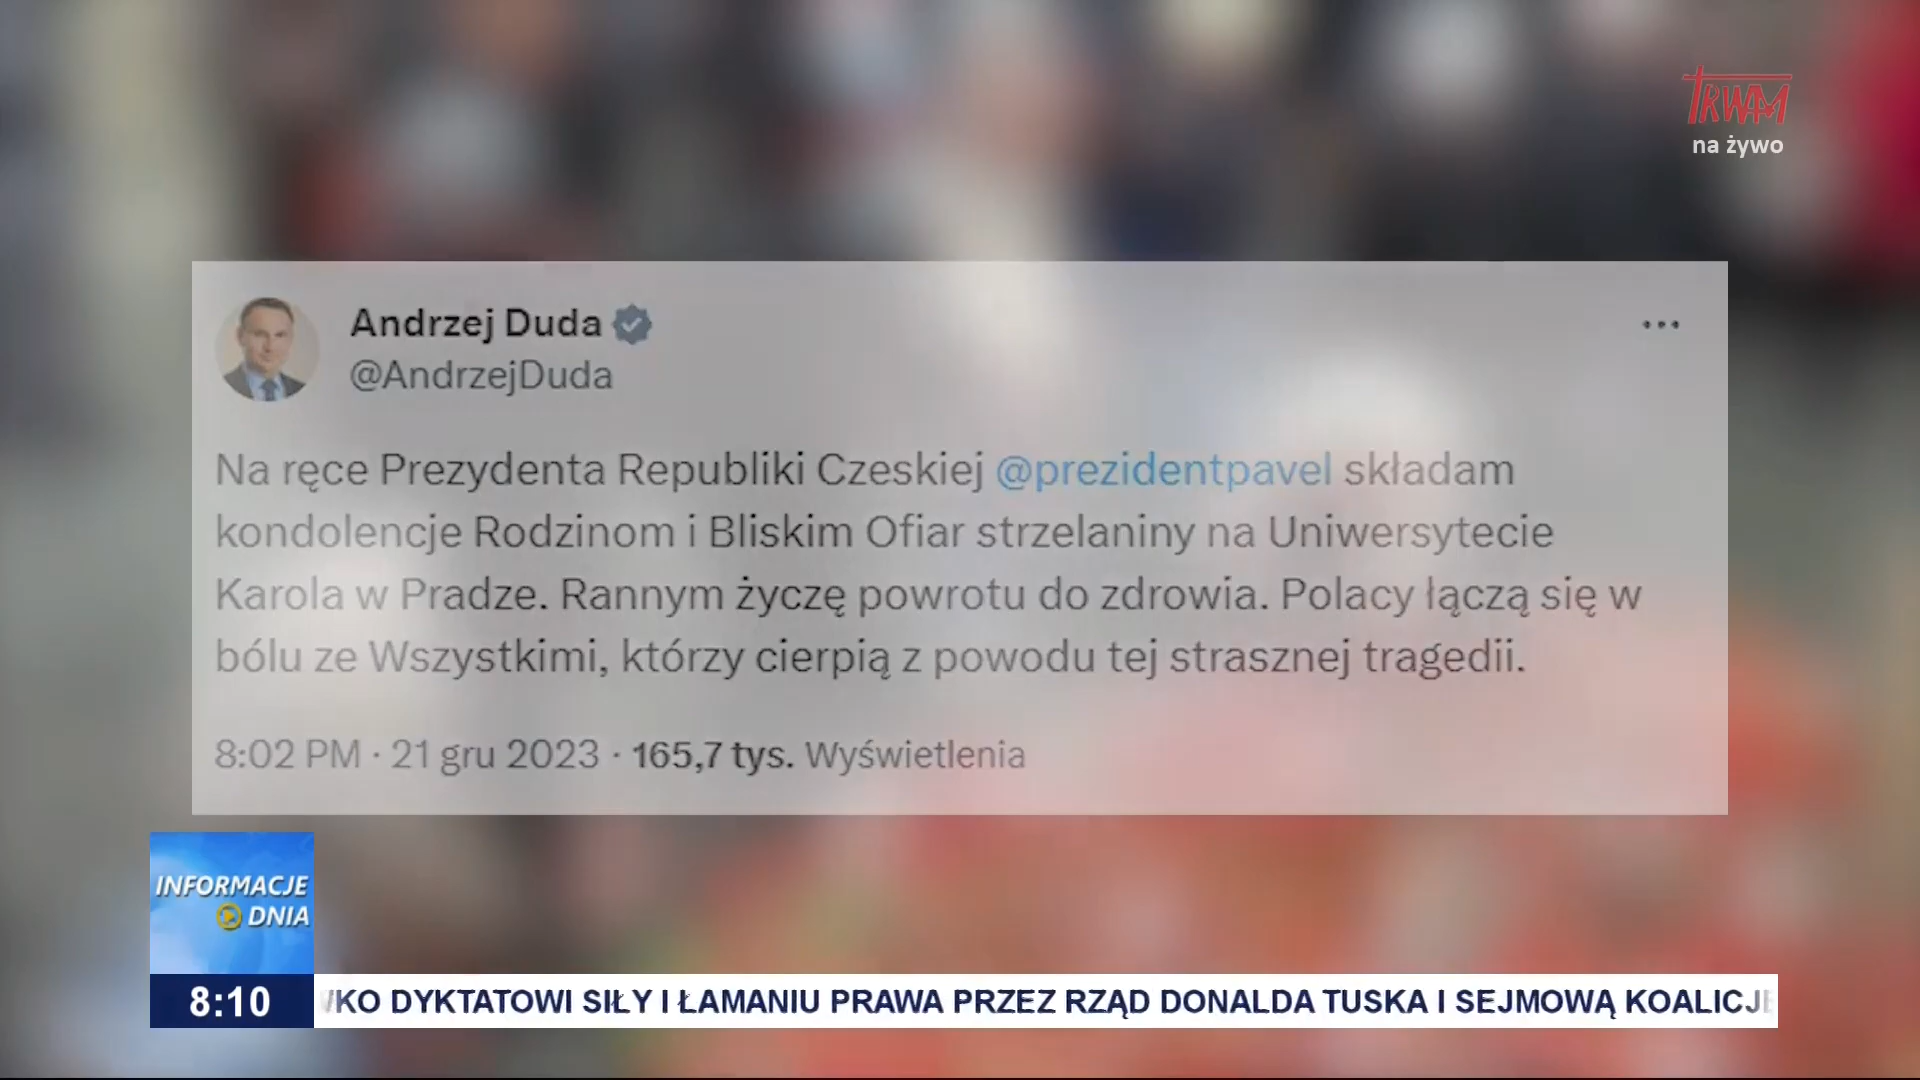 TRWAM
na żywo
Andrzej Duda
@AndrzejDuda
Na ręce Prezydenta Republiki Czeskiej @prezidentpavel składam
kondolencje Rodzinom i Bliskim Ofiar strzelaniny na Uniwersytecie
Karola w Pradze. Rannym życzę powrotu do zdrowia. Polacy łączą się w
bólu ze Wszystkimi, którzy cierpią z powodu tej strasznej tragedii.
8:02 PM · 21 gru 2023 · 165,7 tys. Wyświetlenia
INFORMACJE
DNIA
8:10
DYKTATOWI SIŁY I ŁAMANIU PRAWA PRZEZ RZĄD DONALDA TUSKA I SEJMOWĄ